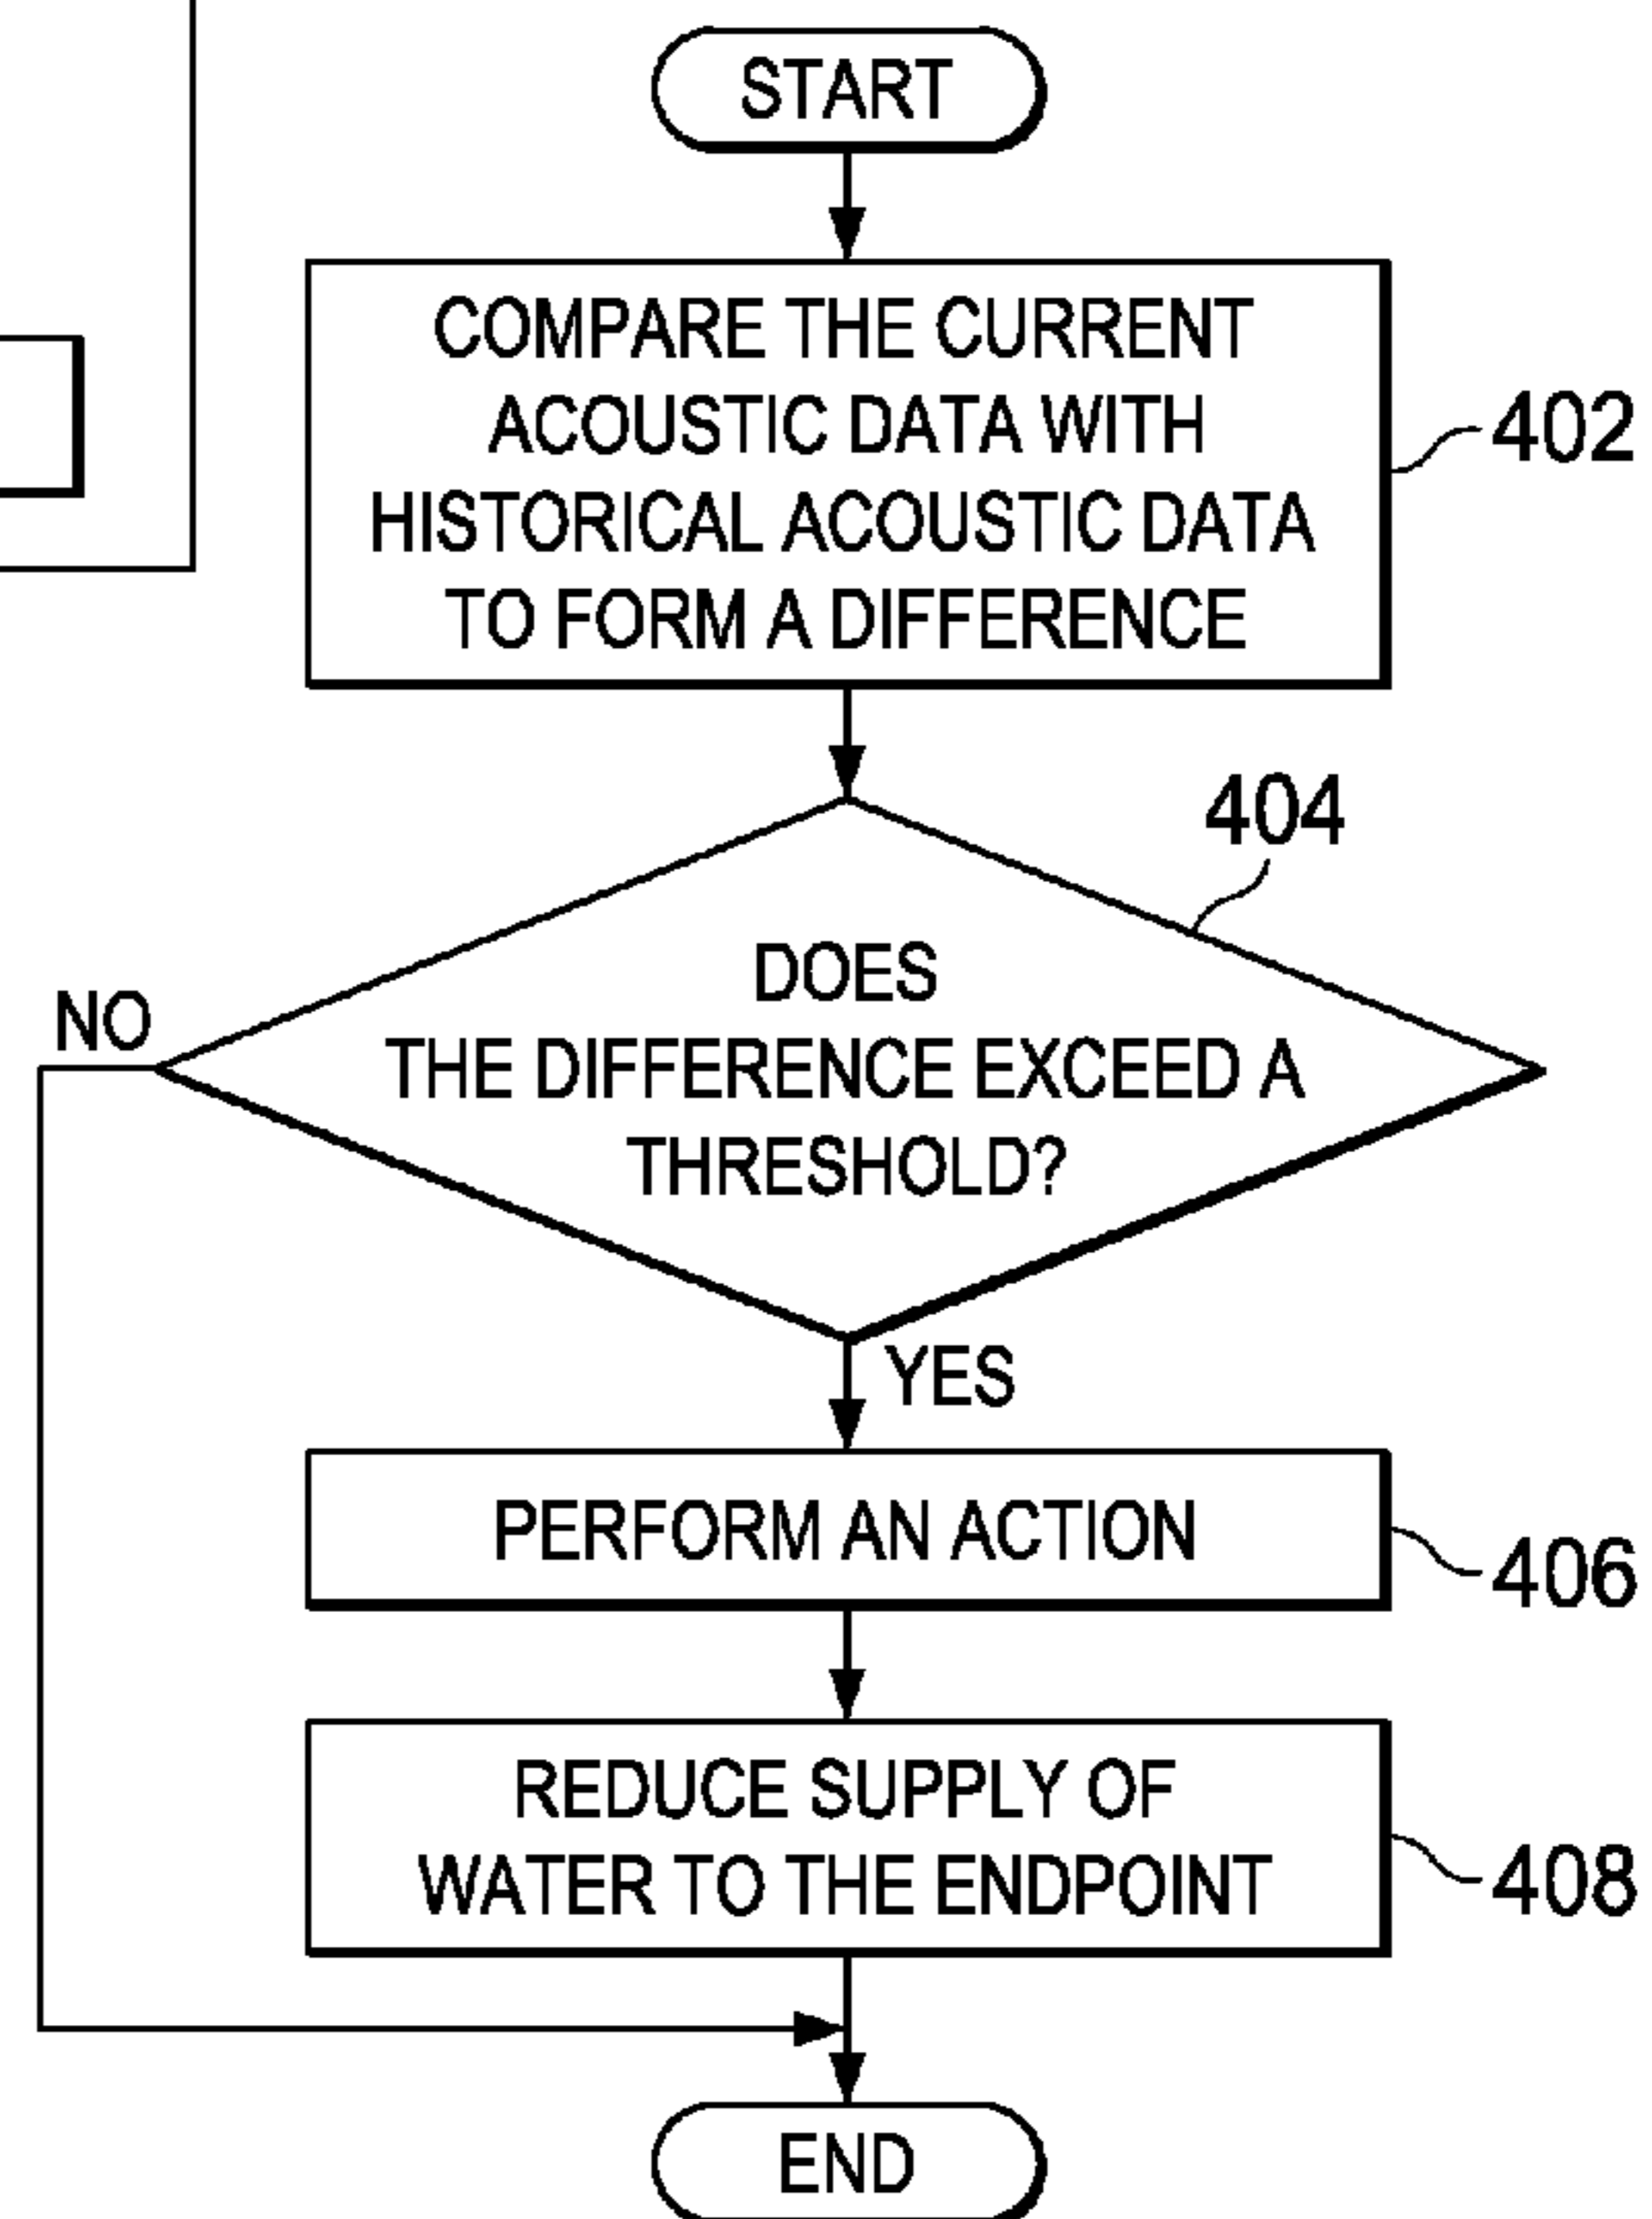 START
COMPARE THE CURRENT
ACOUSTIC DATA WITH
HISTORICAL ACOUSTIC DATA
TO FORM A DIFFERENCE
402
404
DOES
THE DIFFERENCE EXCEED A
THRESHOLD?
NO
YES
PERFORM AN ACTION
406
REDUCE SUPPLY OF
WATER TO THE ENDPOINT
408
END